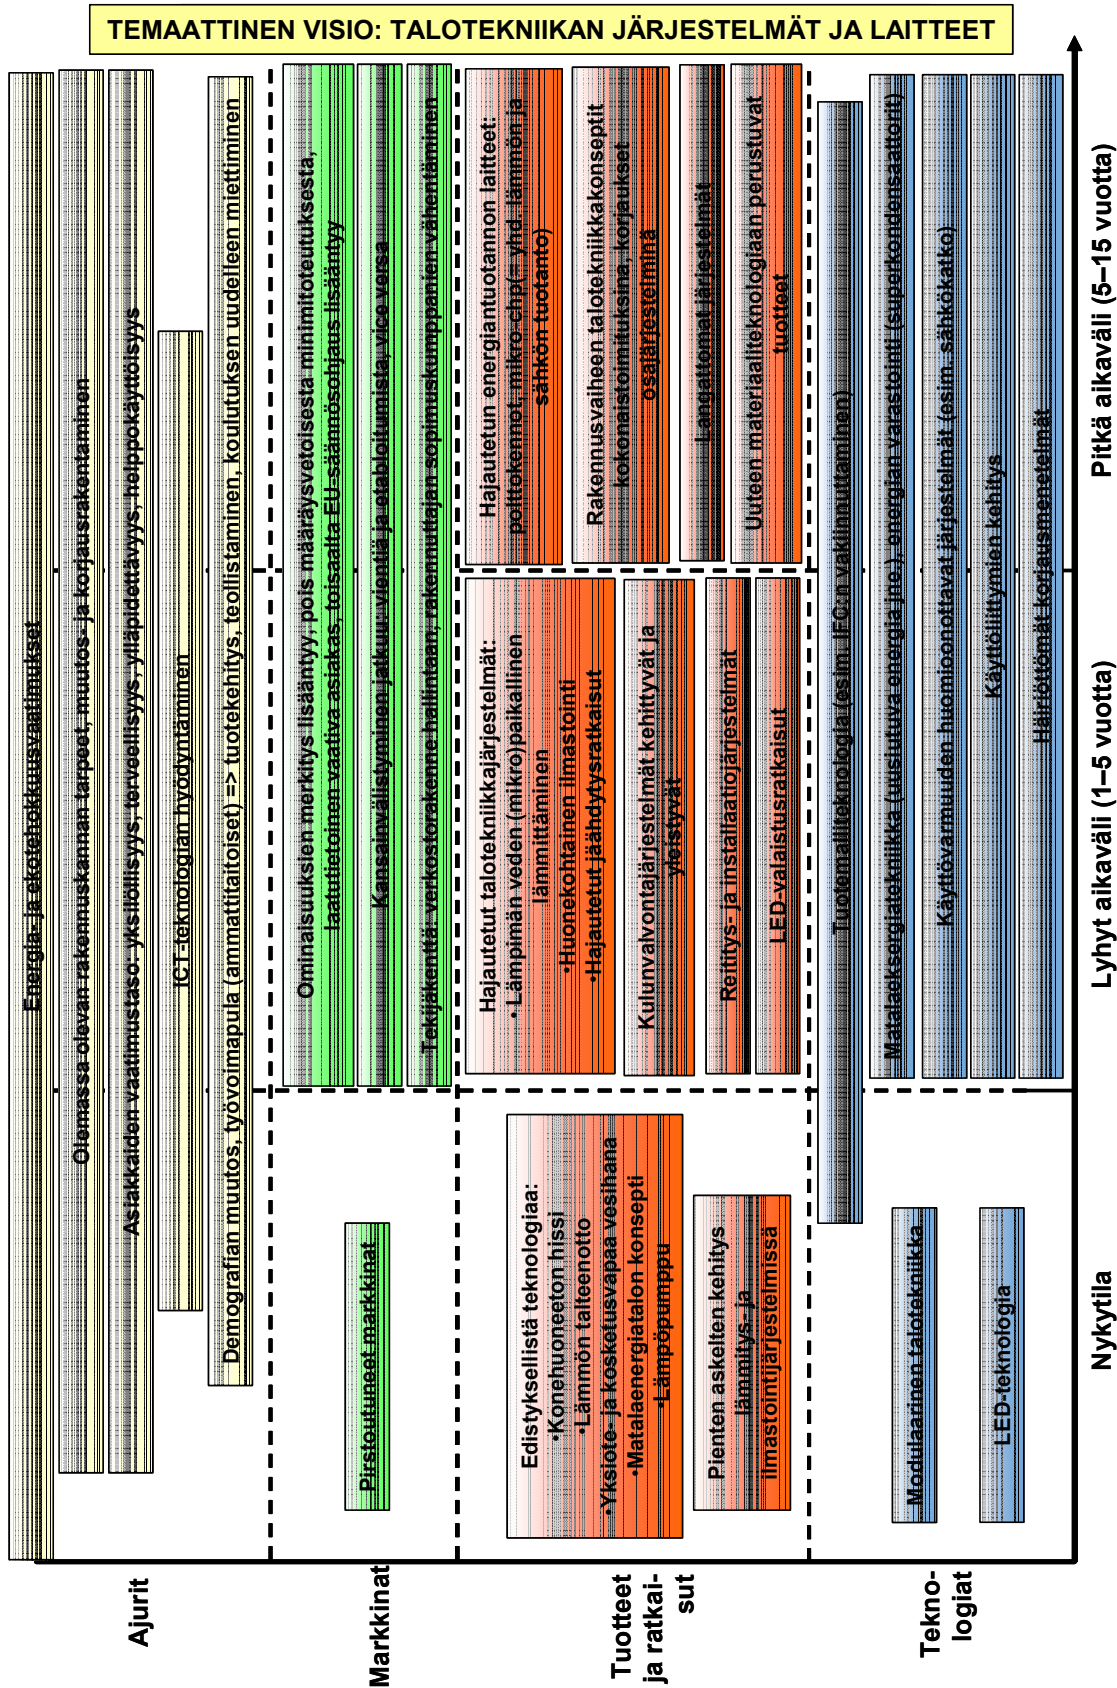 TEMAATTINEN VISIO: TALOTEKNIIKAN JÄRJESTELMÄT JA LAITTEET
Ajurit
Energia- ja ekotehokkuusvaatimukset
Olemassa olevan rakennuskannan tarpeet, muutos- ja korjausrakentaminen
Asiakkaiden vaatimustaso: yksilöllisyys, terveellisyys, ylläpidettävyys, helppokäyttöisyys
ICT-teknologian hyödyntäminen
Demografian muutos, työvoimapula (ammattitaitoiset) => tuotekehitys, teollistaminen, koulutuksen uudelleen miettiminen
Markkinat
Pirstoutuneet markkinat
Ominaisuuksien merkitys lisääntyy, pois määräysvetoisesta minimitoteutuksesta,
laatutietoinen vaativa asiakas, toisaalta EU-säännösohjaus lisääntyy
Kansainvälistyminen jatkuu: vientiä ja etabloitumista, vice versa
Tekijäkenttä: verkostorakenne hallintaan, rakennuttajan sopimuskumppanien vähentäminen
Tuotteet
ja ratkai-
sut
Edistyksellistä teknologiaa:
•Konehuoneeton hissi
•Lämmön talteenotto
•Yksiote- ja kosketusvapaa vesihana
•Matalaenergiatalon konsepti
•Lämpöpumppu
Pienten askelten kehitys
lämmitys- ja
ilmastointijärjestelmissä
Hajautetut talotekniikkajärjestelmät:
•Lämpimän veden (mikro)paikallinen
lämmittäminen
•Huonekohtainen ilmastointi
•Hajautetut jäähdytysratkaisut
Kulunvalvontajärjestelmät kehittyvät ja
yleistyvät
Reititys- ja installaatiojärjestelmät
LED-valaistusratkaisut
Hajautetun energiantuotannon laitteet:
polttokennot, mikro-chp(= yhd. lämmön ja
sähkön tuotanto)
Rakennusvaiheen talotekniikkakonseptit
kokonaistoimituksina, korjaukset
osajärjestelminä
Langattomat järjestelmät
Uuteen materiaaliteknologiaan perustuvat
tuotteet
Tekno-
logiat
Tuotemalliteknologia (esim. IFC:n vakiinnuttaminen)
Modulaarinen talotekniikka
LED-teknologia
Matalaeksergiatekniikka (uusiutuva energia jne.), energian varastointi (superkondensaattorit)
Käyttövarmuuden huomioonottavat järjestelmät (esim. sähkökatko)
Käyttöliittymien kehitys
Häiriöttömät korjausmenetelmät
Nykytila
Lyhyt aikaväli (1–5 vuotta)
Pitkä aikaväli (5–15 vuotta)